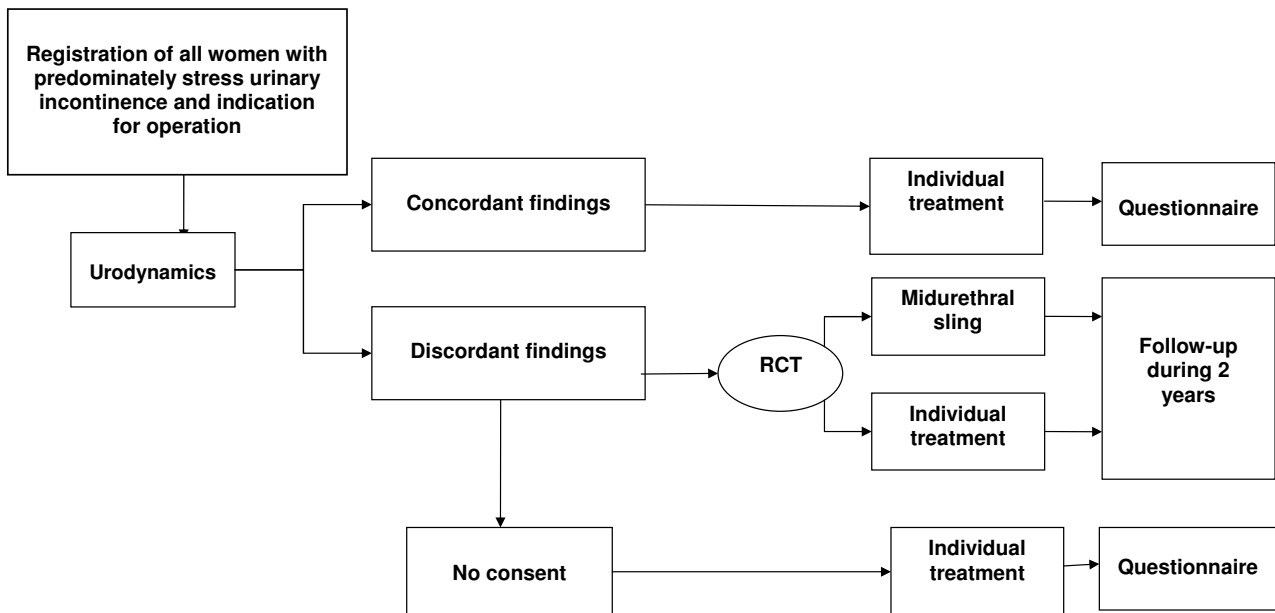 Registration of all women with
predominately stress urinary
incontinence and indication
for operation
Urodynamics
Concordant findings
Individual
treatment
Questionnaire
Discordant findings
RCT
Midurethral
sling
Individual
treatment
Follow-up
during 2
years
No consent
Individual
treatment
Questionnaire